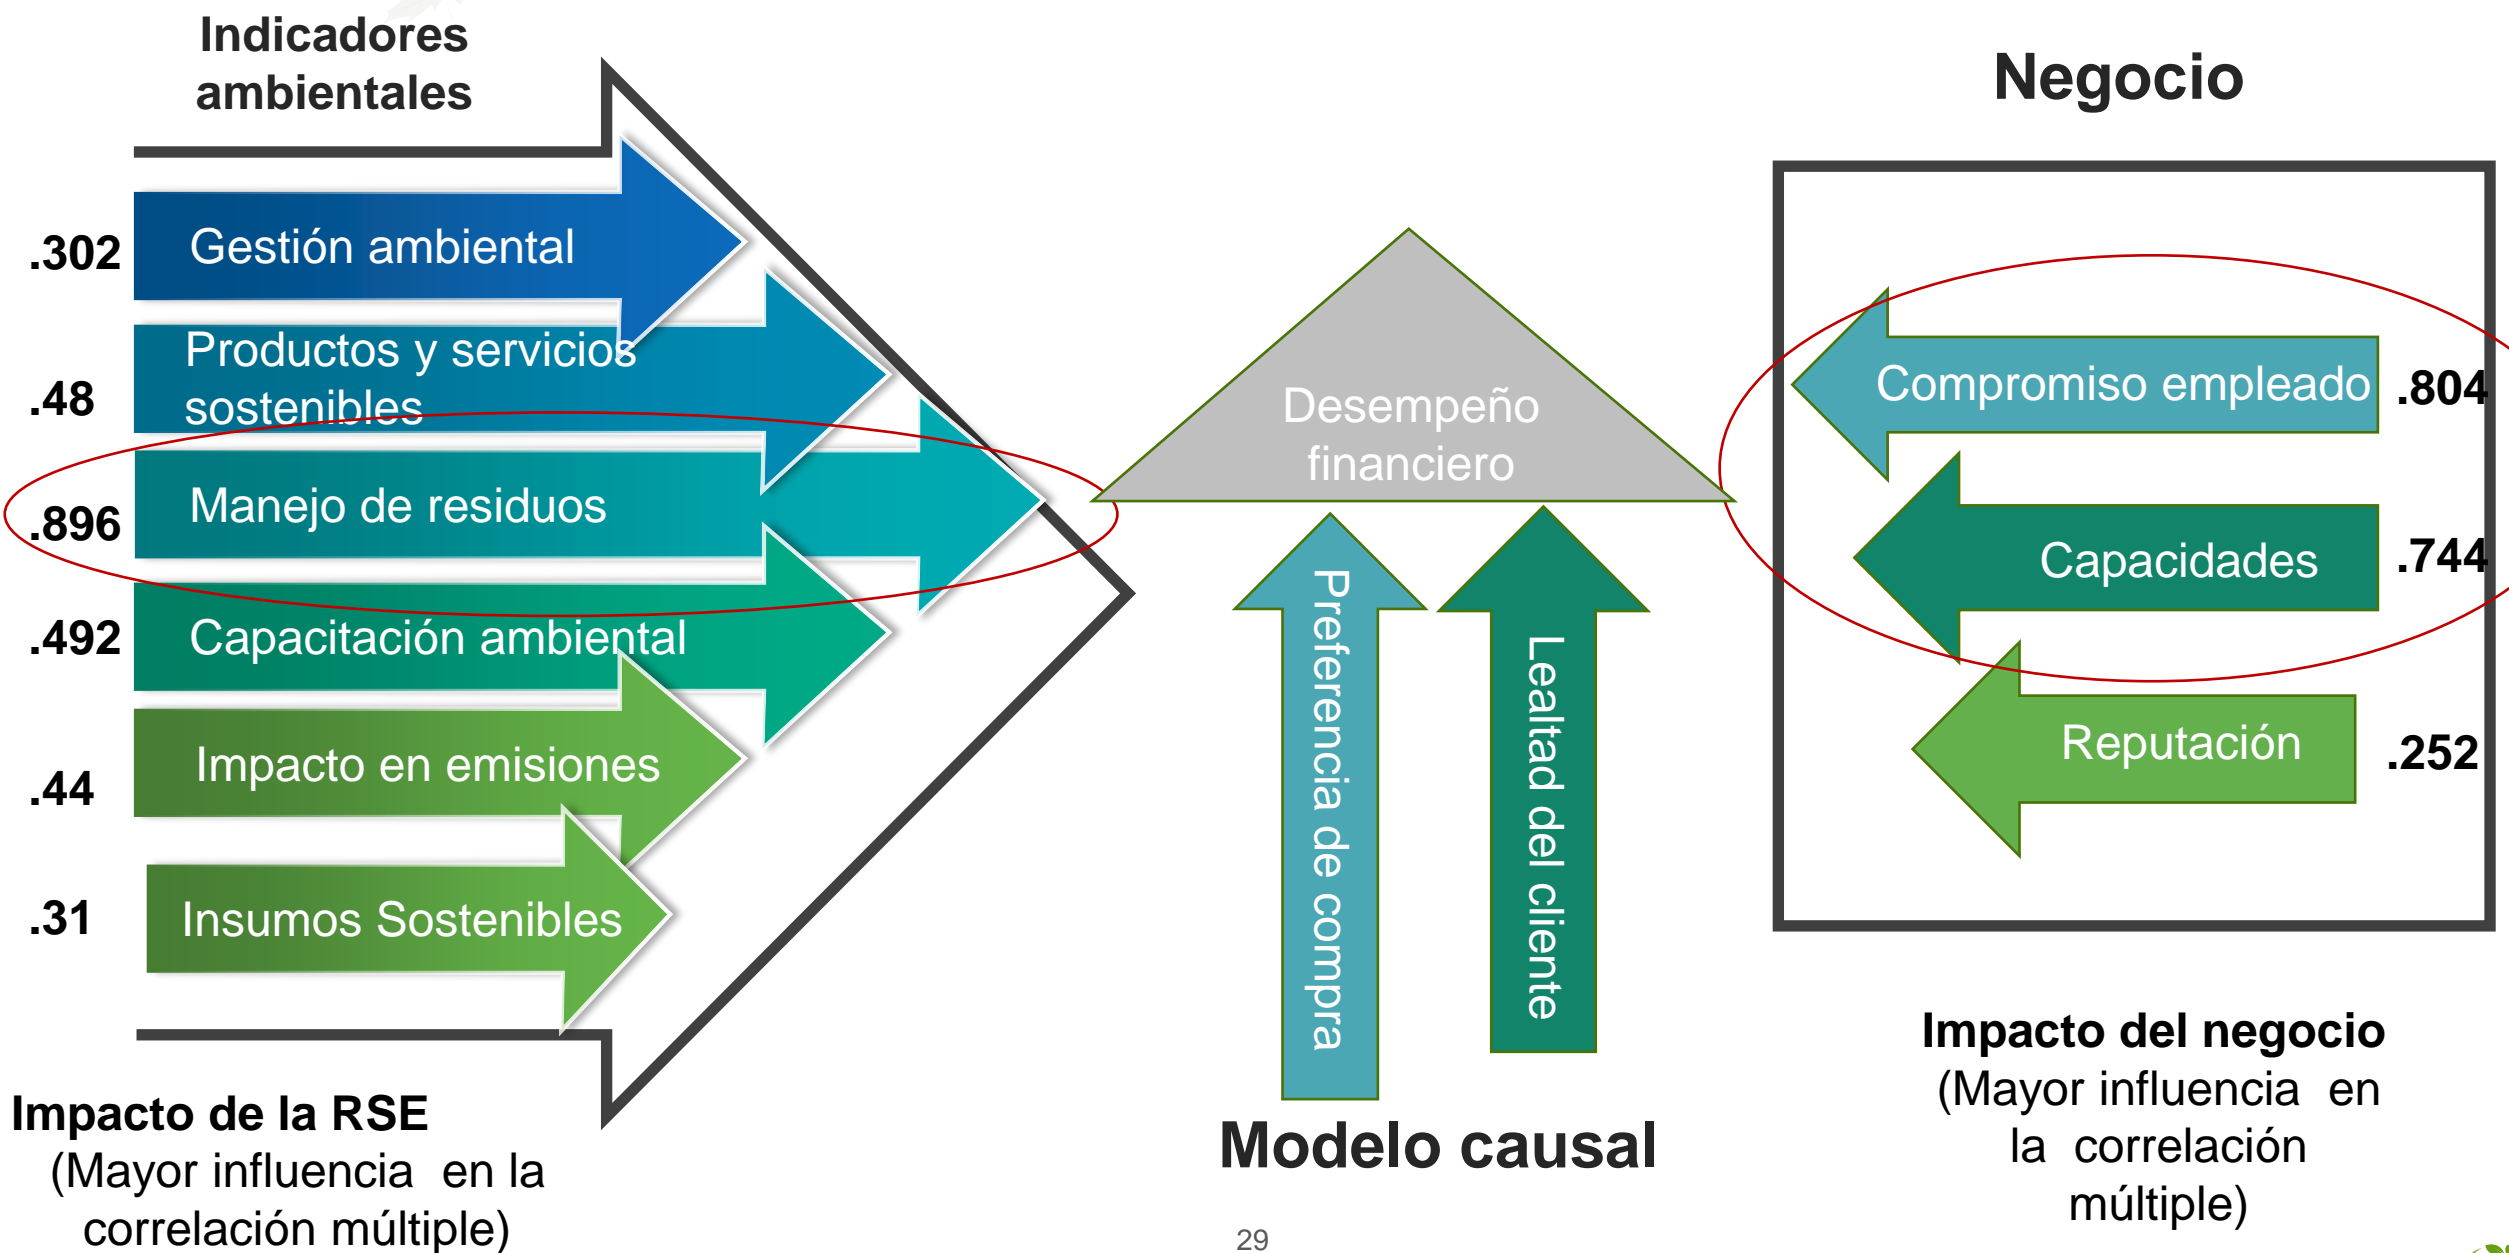 Indicadores
ambientales
Negocio
.302
Gestión ambiental
.48
Productos y servicios
sostenibles
.896
Manejo de residuos
.492
Capacitación ambiental
.44
Impacto en emisiones
.31
Insumos Sostenibles
Desempeño
financiero
Preferencia de compra
Lealtad del cliente
Compromiso empleado
.804
Capacidades
.744
Reputación
.252
Impacto de la RSE
(Mayor influencia en la
correlación múltiple)
Modelo causal
Impacto del negocio
(Mayor influencia en
la correlación
múltiple)
29